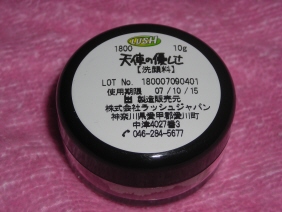 LUSH
1800 10g
天使の優しさ
【洗顔料】
LOT No. 180007090401
使用期限 07/10/15
製造販売元
株式会社ラッシュジャパン
神奈川県愛甲郡愛川町
中津4027番3
046-284-5677